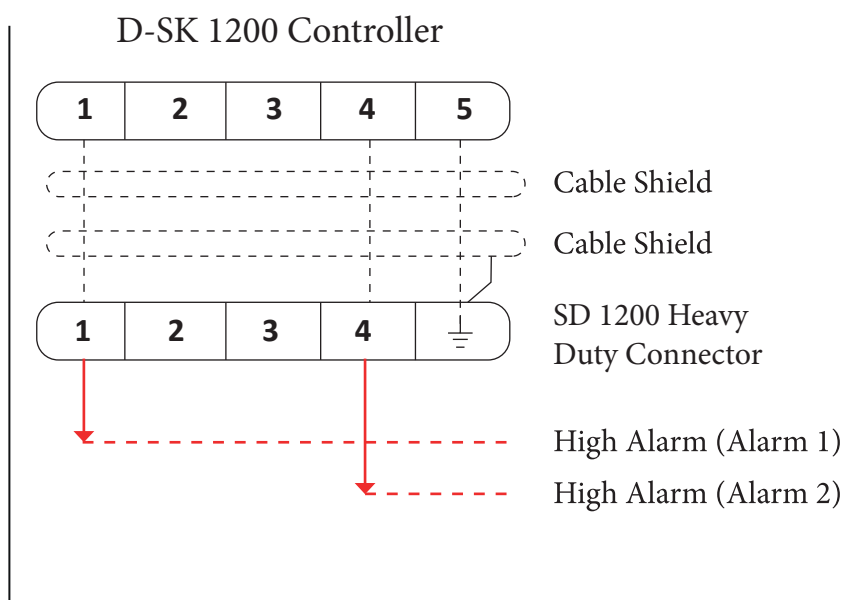 D-SK 1200 Controller
1 2 3 4 5
Cable Shield
Cable Shield
1 2 3 4
SD 1200 Heavy
Duty Connector
High Alarm (Alarm 1)
High Alarm (Alarm 2)